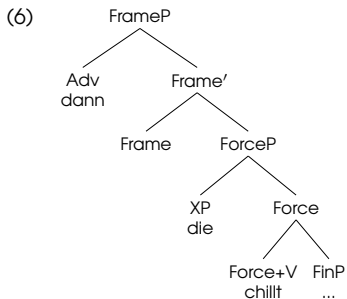 (6) FrameP
Adv Frame′
dann
Frame ForceP
XP Force
die
Force+V FinP
chillt ...